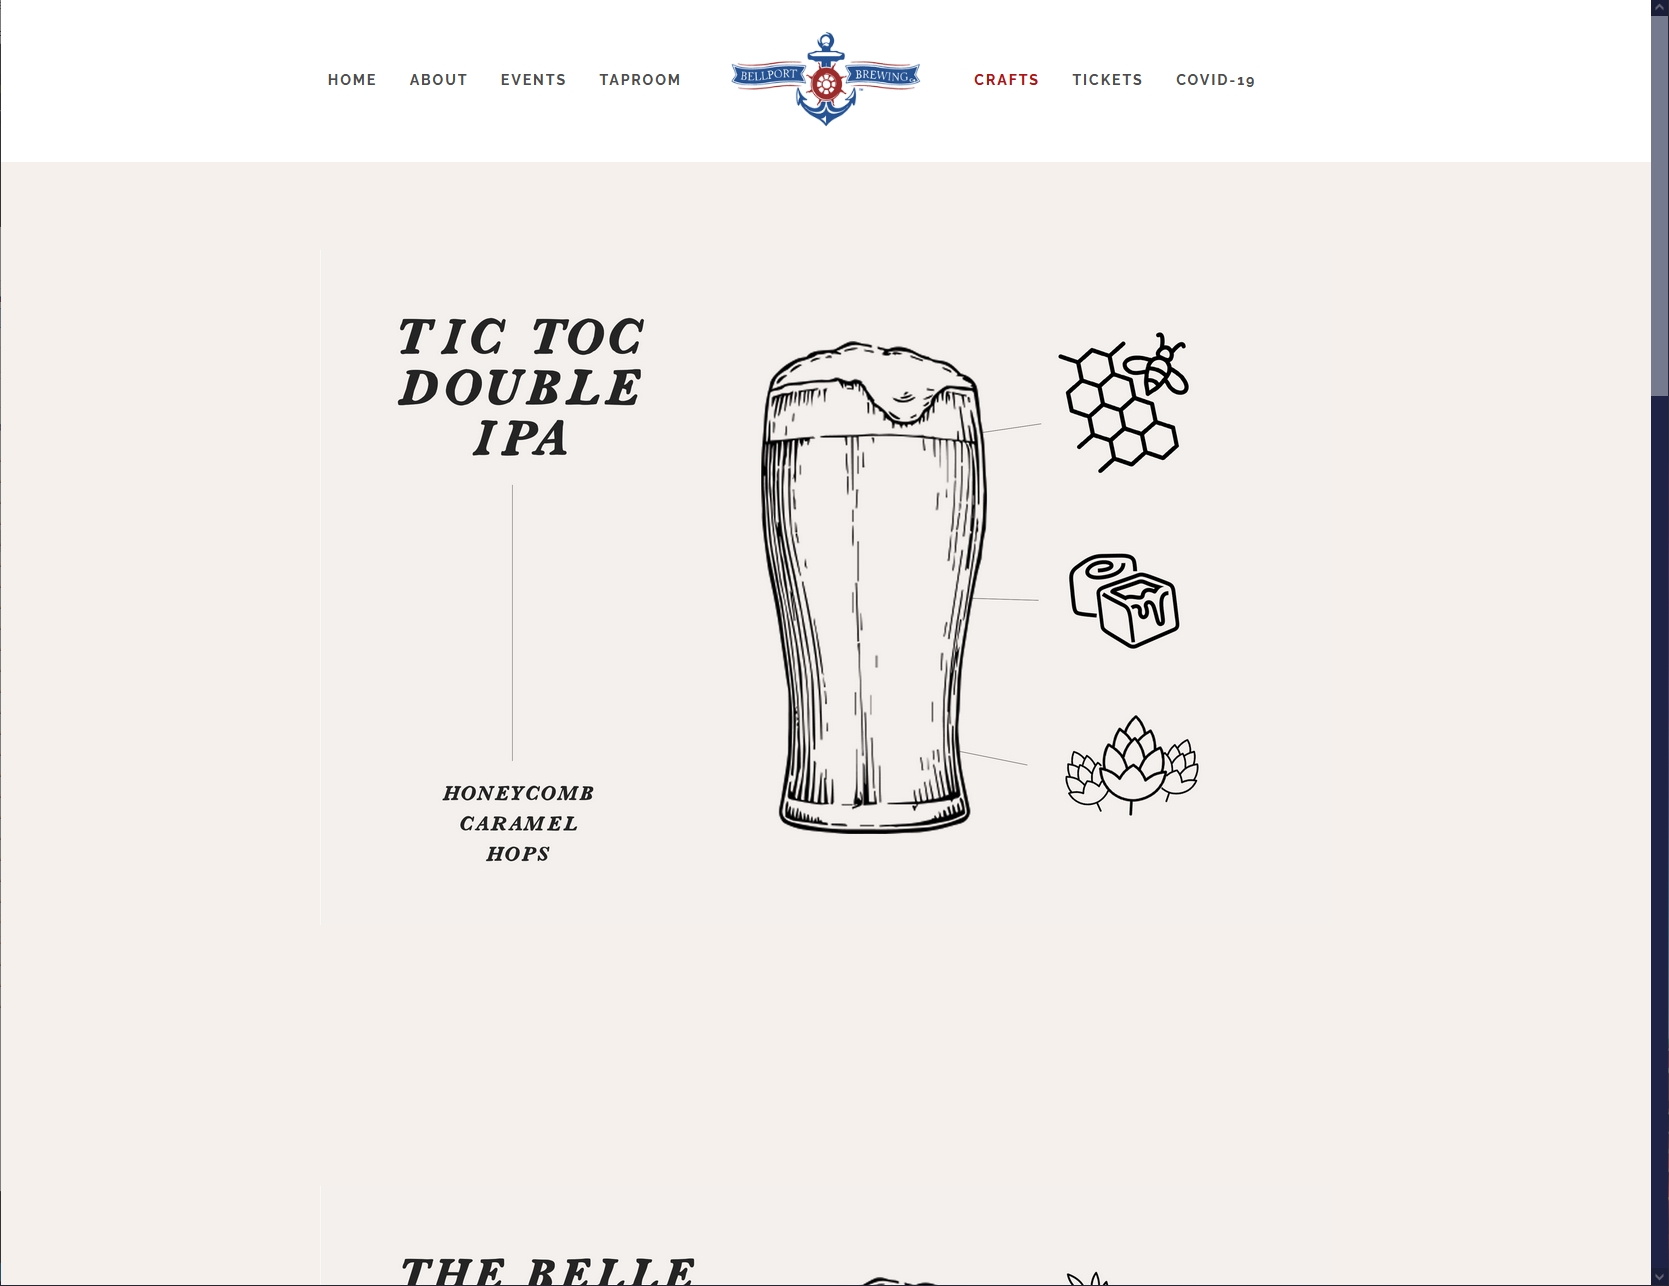 HOME ABOUT EVENTS TAPROOM BELLPORT BREWING CRAFTS TICKETS COVID-19
TIC TOC
DOUBLE
IPA
HONEYCOMB
CARAMEL
HOPS
THE BELLE